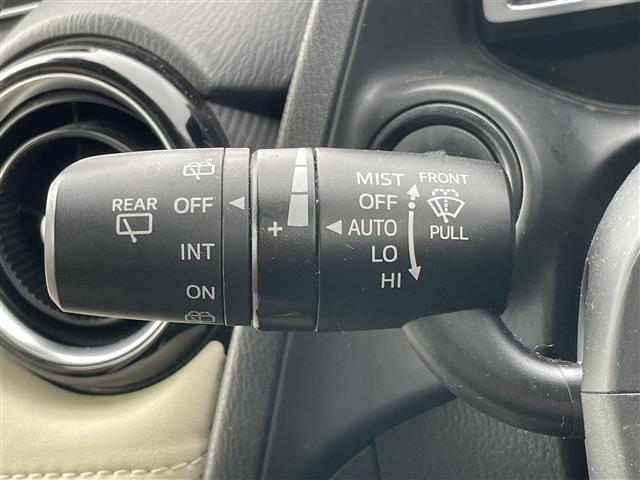 REAR
OFF
INT
ON
+
MIST
OFF
AUTO
LO
HI
FRONT
PULL